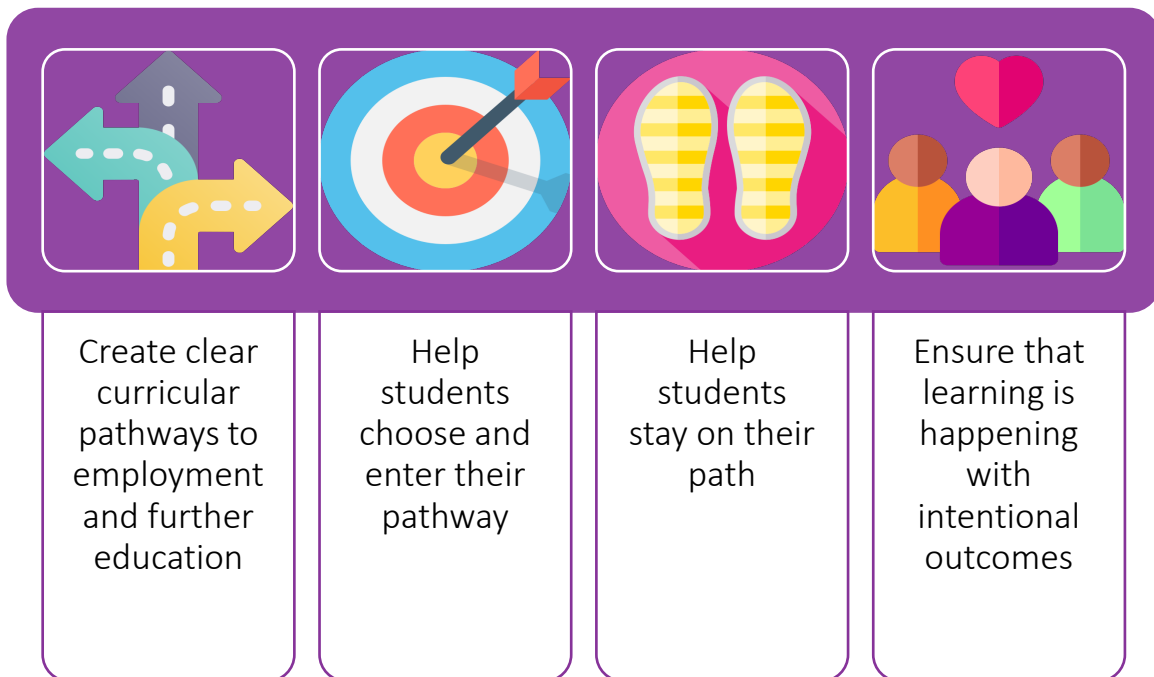 Create clear
curricular
pathways to
employment
and further
education
Help
students
choose and
enter their
pathway
Help
students
stay on their
path
Ensure that
learning is
happening
with
intentional
outcomes